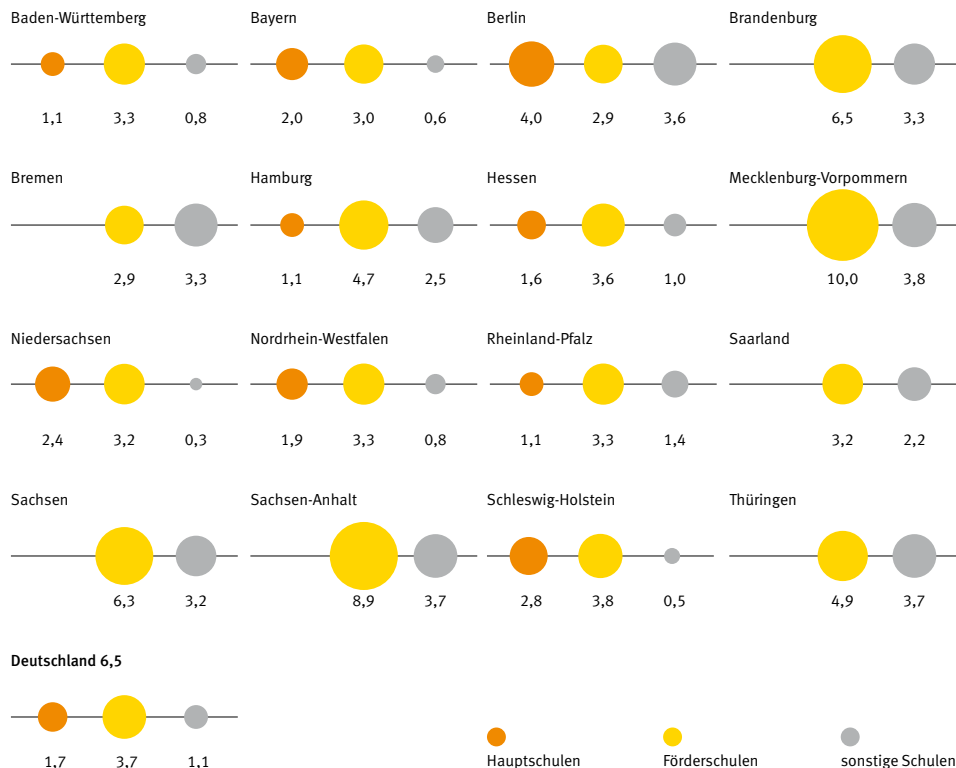 Baden-Württemberg
1,1 3,3 0,8
Bayern
2,0 3,0 0,6
Berlin
4,0 2,9 3,6
Brandenburg
6,5 3,3
Bremen
2,9 3,3
Hamburg
1,1 4,7 2,5
Hessen
1,6 3,6 1,0
Mecklenburg-Vorpommern
10,0 3,8
Niedersachsen
2,4 3,2 0,3
Nordrhein-Westfalen
1,9 3,3 0,8
Rheinland-Pfalz
1,1 3,3 1,4
Saarland
3,2 2,2
Sachsen
6,3 3,2
Sachsen-Anhalt
8,9 3,7
Schleswig-Holstein
2,8 3,8 0,5
Thüringen
4,9 3,7
Deutschland 6,5
1,7 3,7 1,1
Hauptschulen
Förderschulen
sonstige Schulen